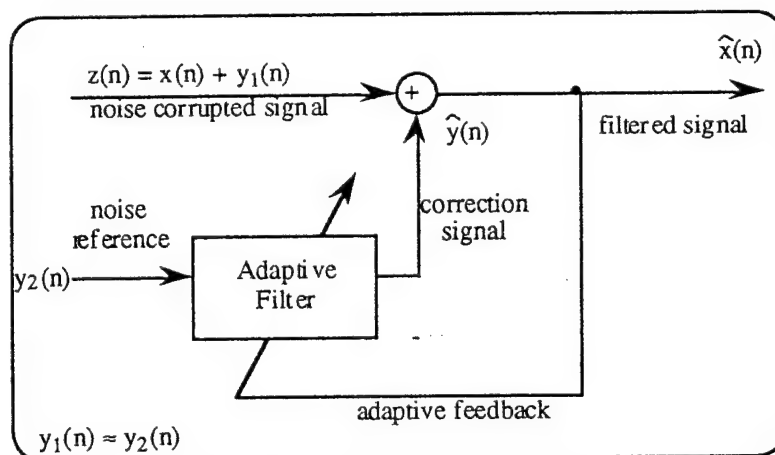 x̂(n)
z(n) = x(n) + y₁(n)
+
noise corrupted signal
ŷ(n)
filtered signal
noise
reference
correction
signal
y₂(n)
Adaptive
Filter
adaptive feedback
y₁(n) ≈ y₂(n)